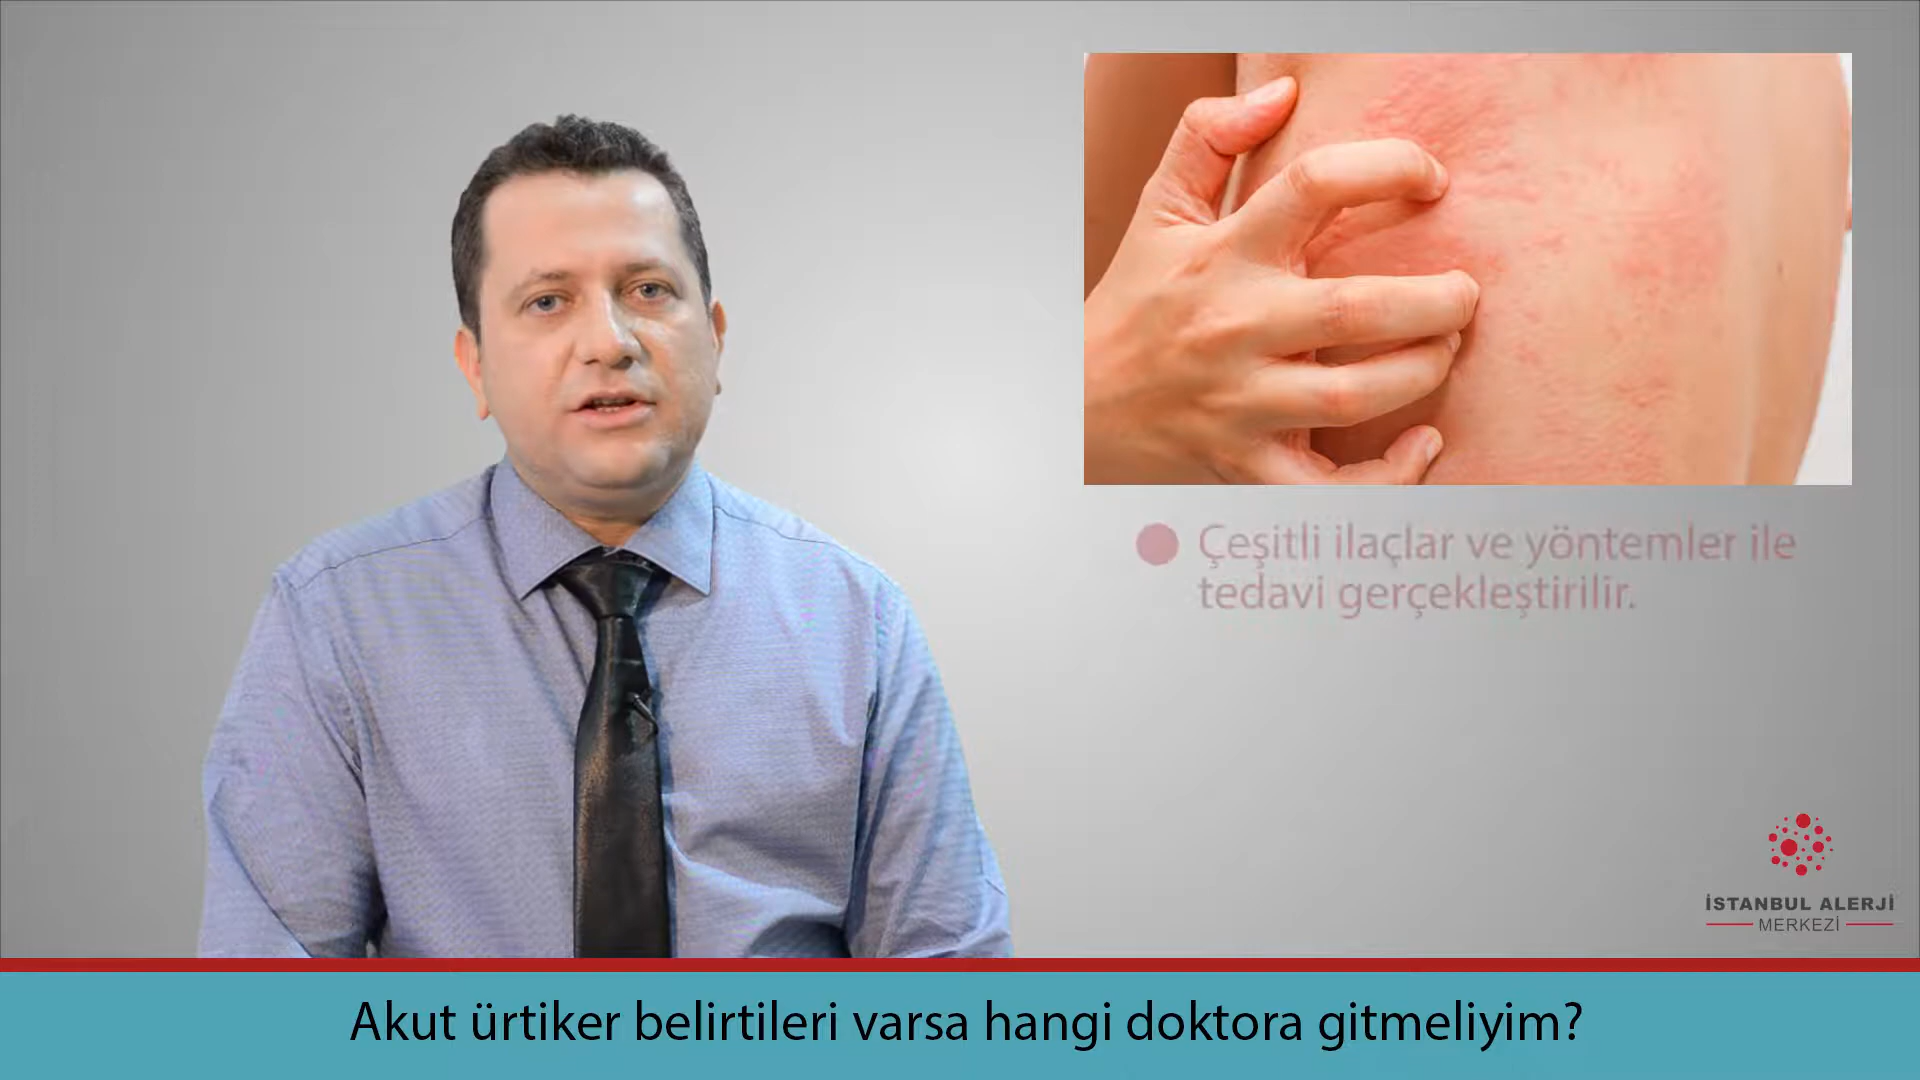 Çeşitli ilaçlar ve yöntemler ile
tedavi gerçekleştirilir.
İSTANBUL ALERJİ
MERKEZİ
Akut ürtiker belirtileri varsa hangi doktora gitmeliyim?